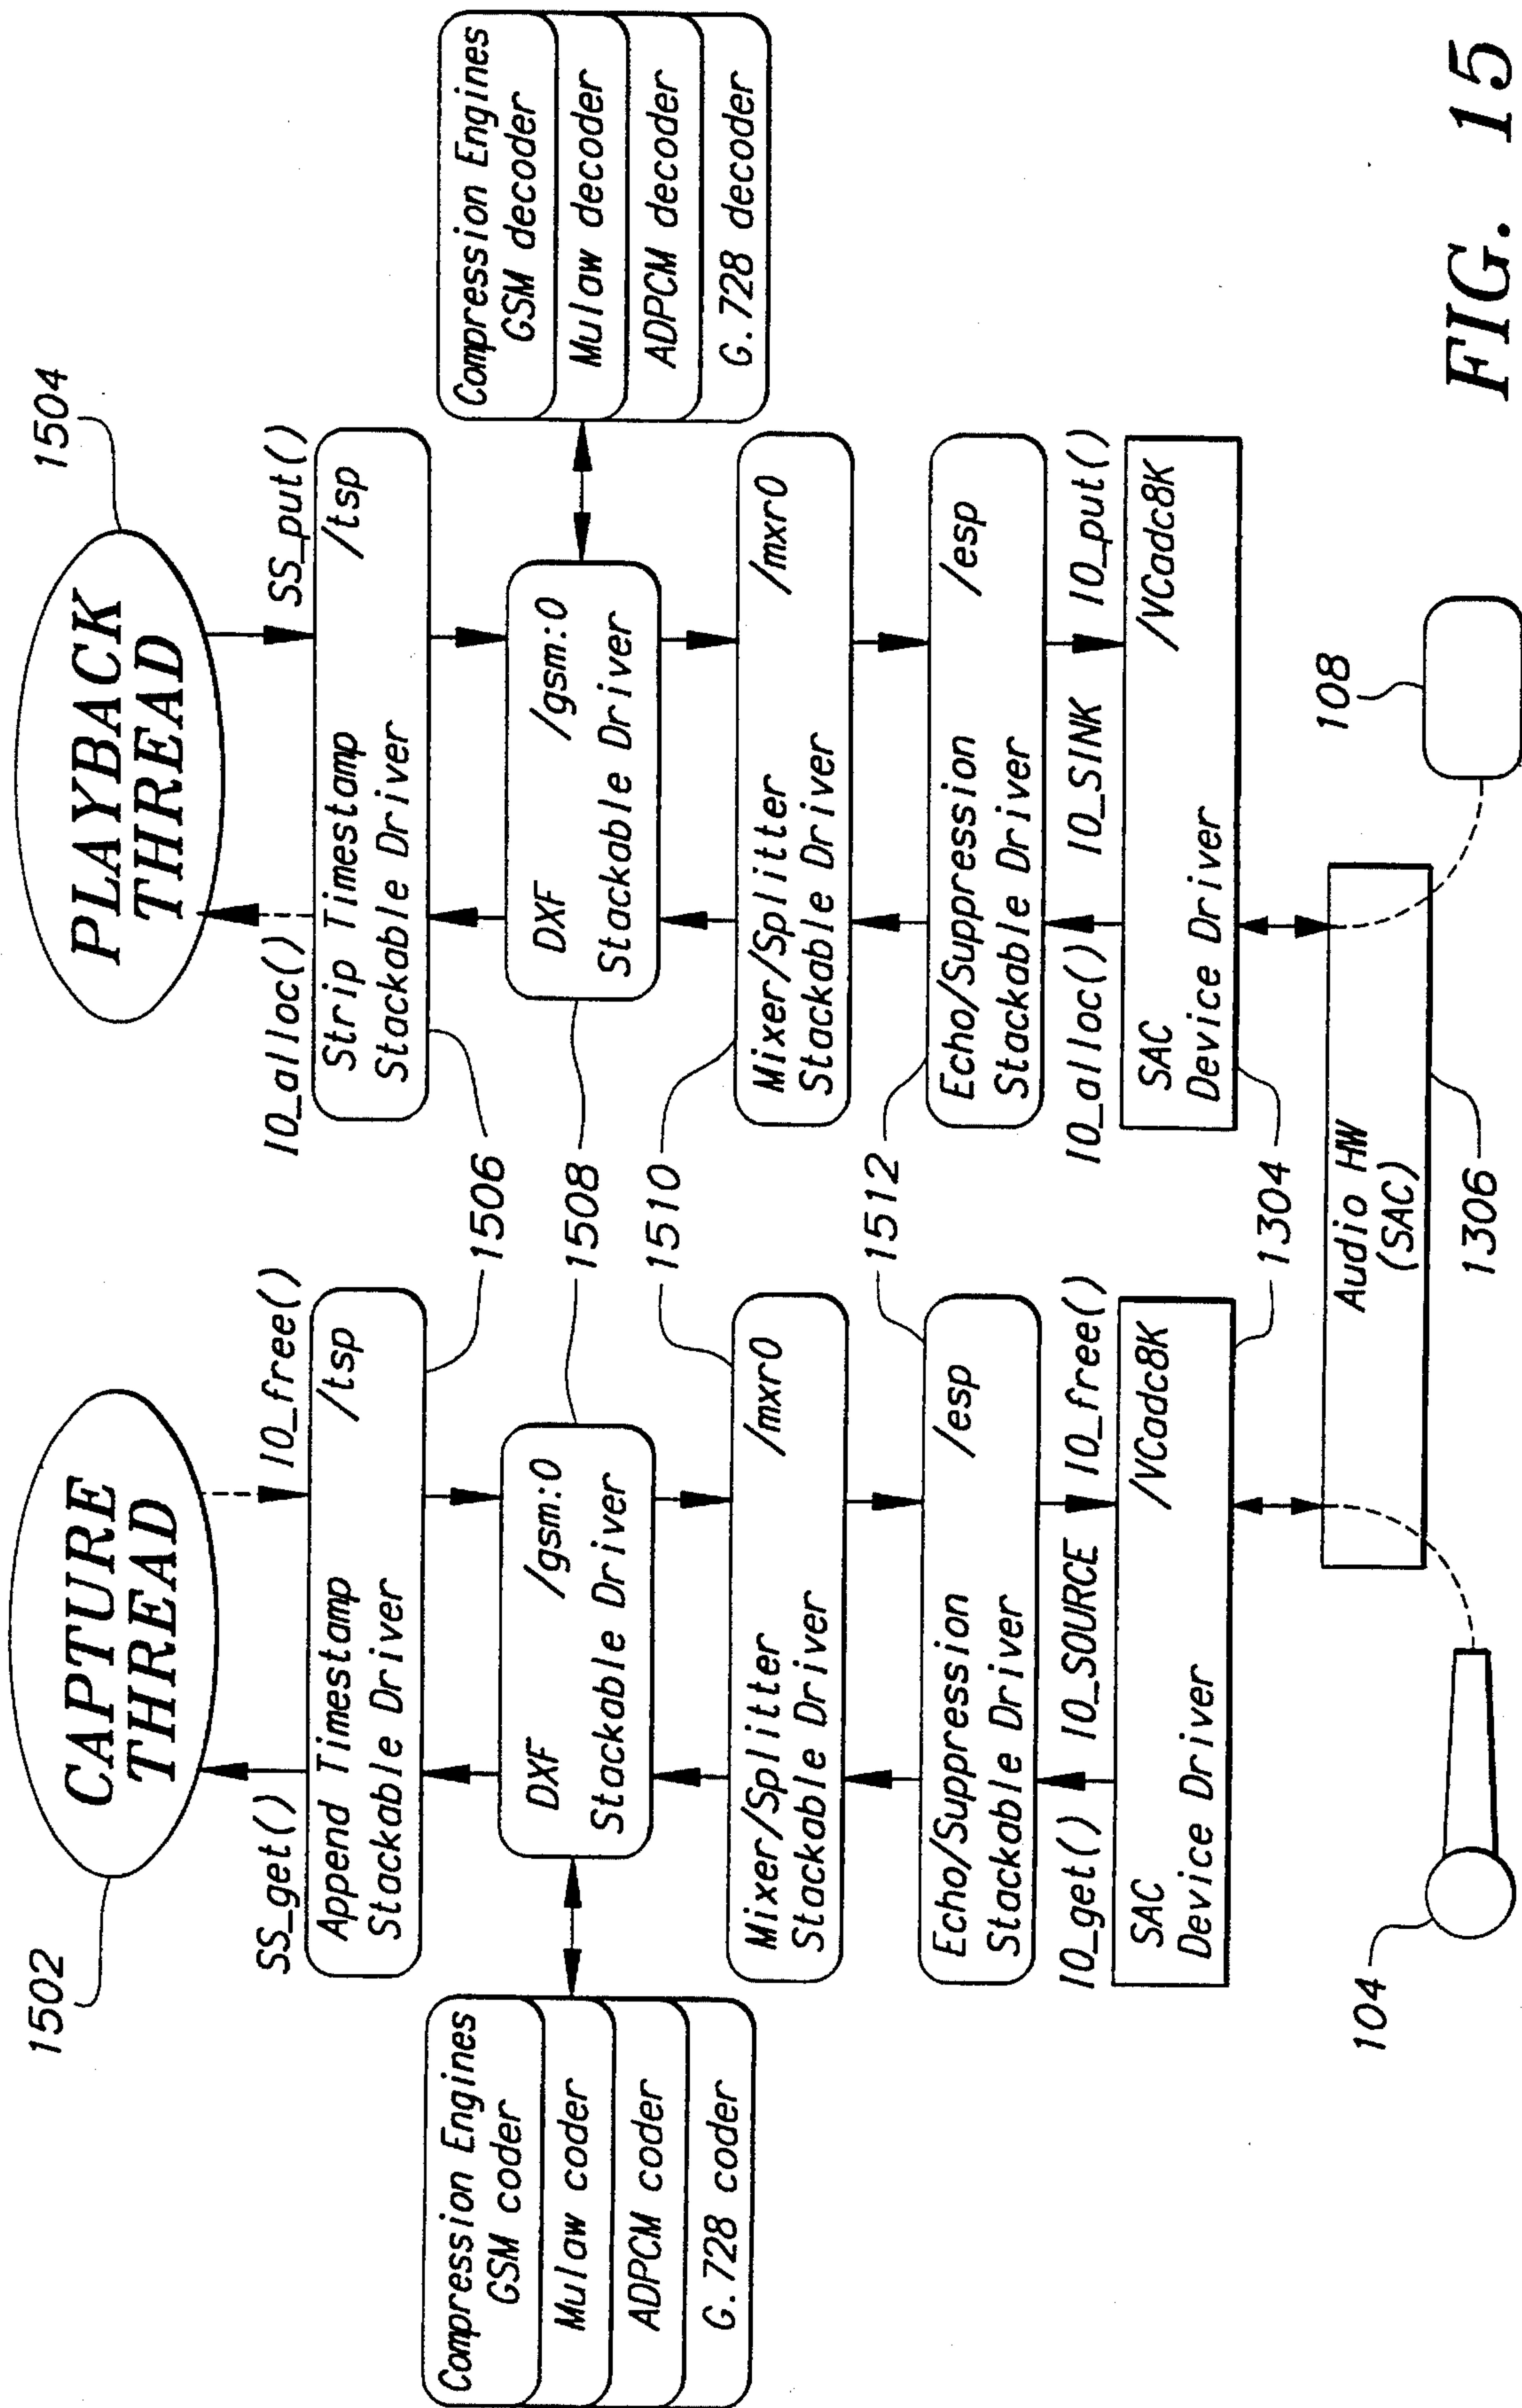 1502
CAPTURE
THREAD
SS_get()
IO_free()
Append Timestamp /tsp
Stackable Driver
1506
Compression Engines
GSM coder
Mulaw coder
ADPCM coder
G.728 coder
DXF /gsm:0
Stackable Driver
1508
Mixer/Splitter /mxr0
Stackable Driver
1510
Echo/Suppression /esp
Stackable Driver
1512
IO_get() IO_SOURCE IO_free()
SAC /VCadc8K
Device Driver
1304
104
Audio HW
(SAC)
1306
1504
PLAYBACK
THREAD
IO_alloc()
SS_put()
Strip Timestamp /tsp
Stackable Driver
DXF /gsm:0
Stackable Driver
Compression Engines
GSM decoder
Mulaw decoder
ADPCM decoder
G.728 decoder
Mixer/Splitter /mxr0
Stackable Driver
Echo/Suppression /esp
Stackable Driver
IO_alloc() IO_SINK IO_put()
SAC /VCadc8K
Device Driver
108
FIG. 15